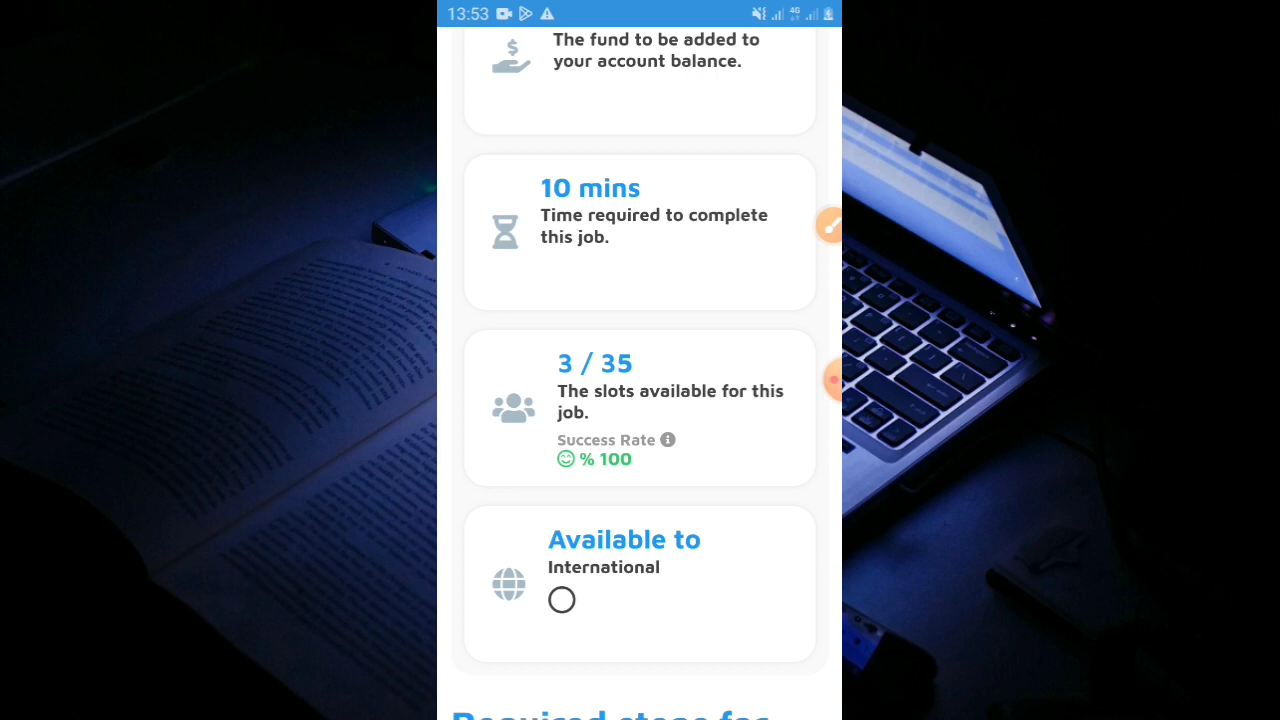 13:53
4G
The fund to be added to
your account balance.
10 mins
Time required to complete
this job.
3 / 35
The slots available for this
job.
Success Rate
% 100
Available to
International
Required steps for